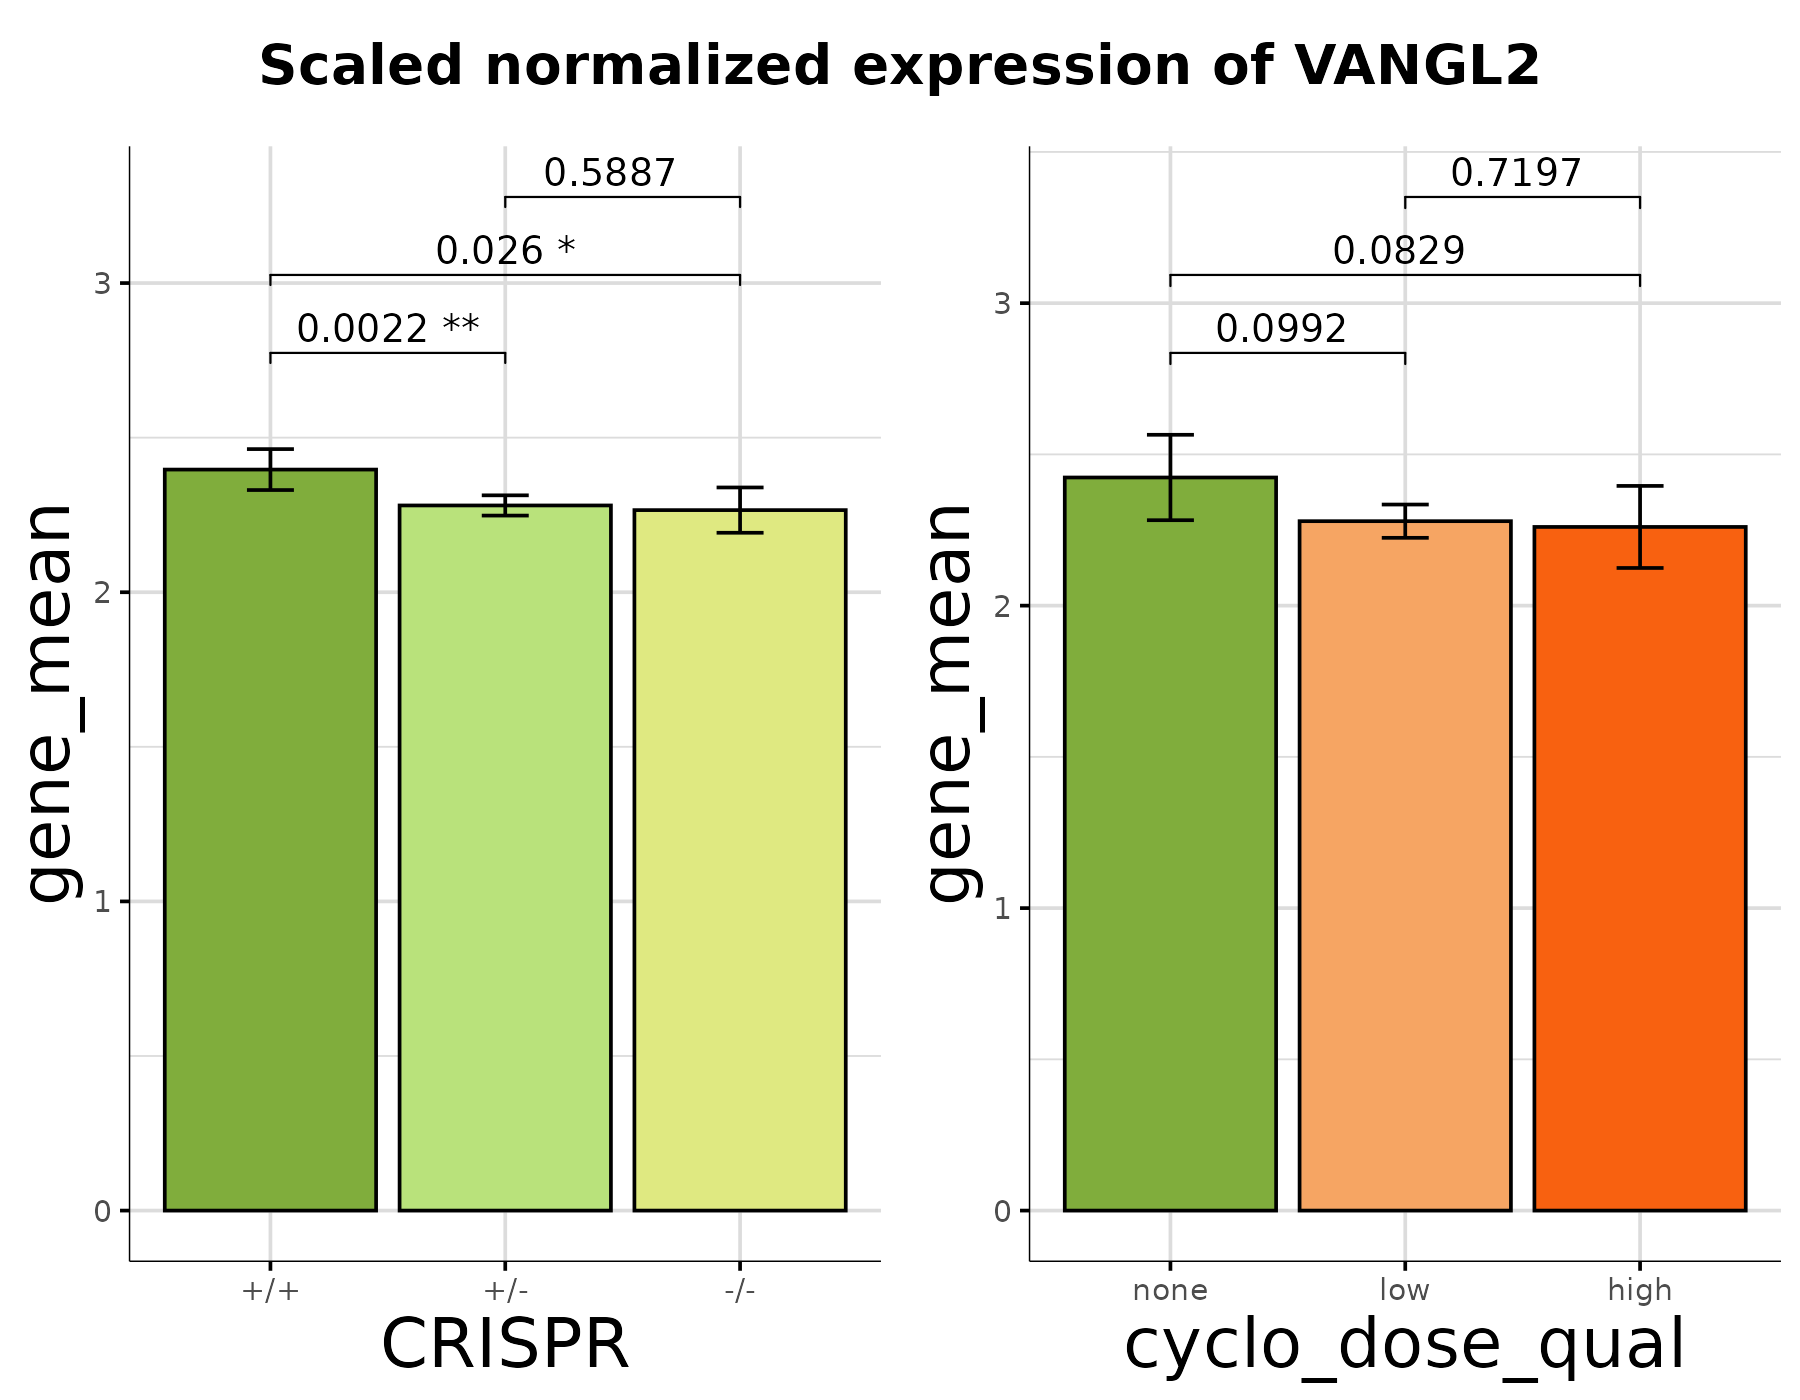 Scaled normalized expression of VANGL2
gene_mean
3
2
1
0
0.5887
0.026 *
0.0022 **
+/+
+/-
-/-
CRISPR
gene_mean
3
2
1
0
0.7197
0.0829
0.0992
none
low
high
cyclo_dose_qual